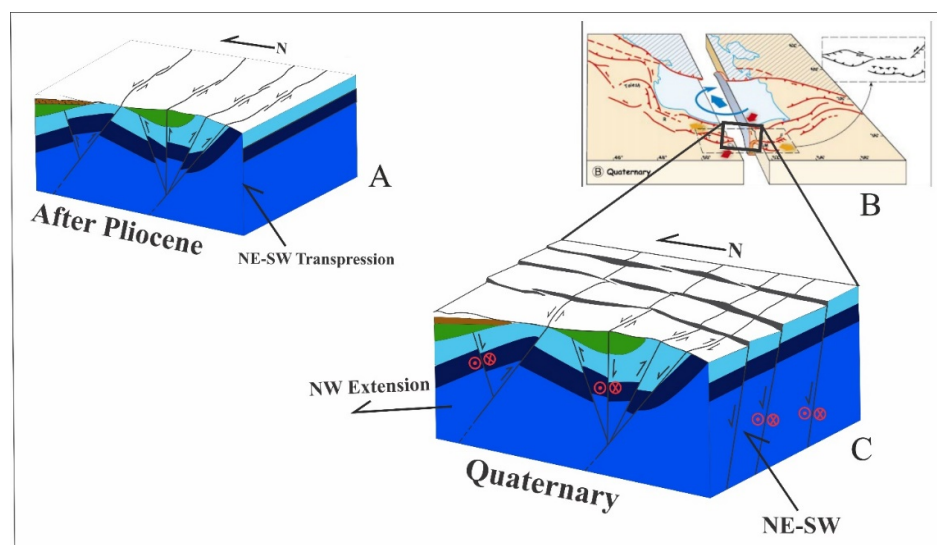 N
A
After Pliocene
NE-SW Transpression
B Quaternary
B
N
NW Extension
C
Quaternary
NE-SW